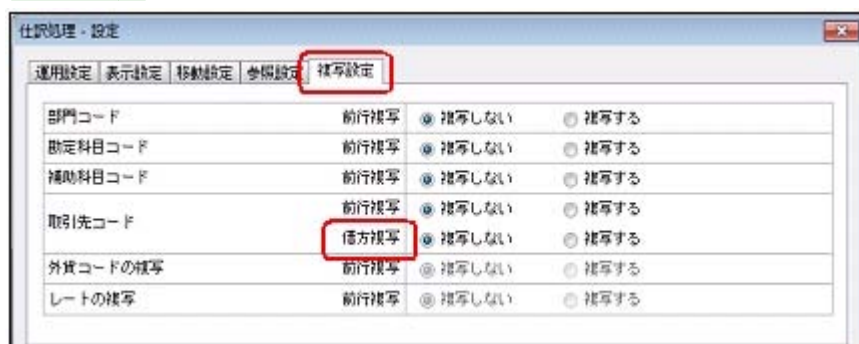 仕訳処理 - 設定
運用設定 表示設定 移動設定 参照設定 複写設定
部門コード 前行複写 複写しない 複写する
勘定科目コード 前行複写 複写しない 複写する
補助科目コード 前行複写 複写しない 複写する
取引先コード 前行複写 複写しない 複写する
借方複写 複写しない 複写する
外貨コードの複写 前行複写 複写しない 複写する
レートの複写 前行複写 複写しない 複写する